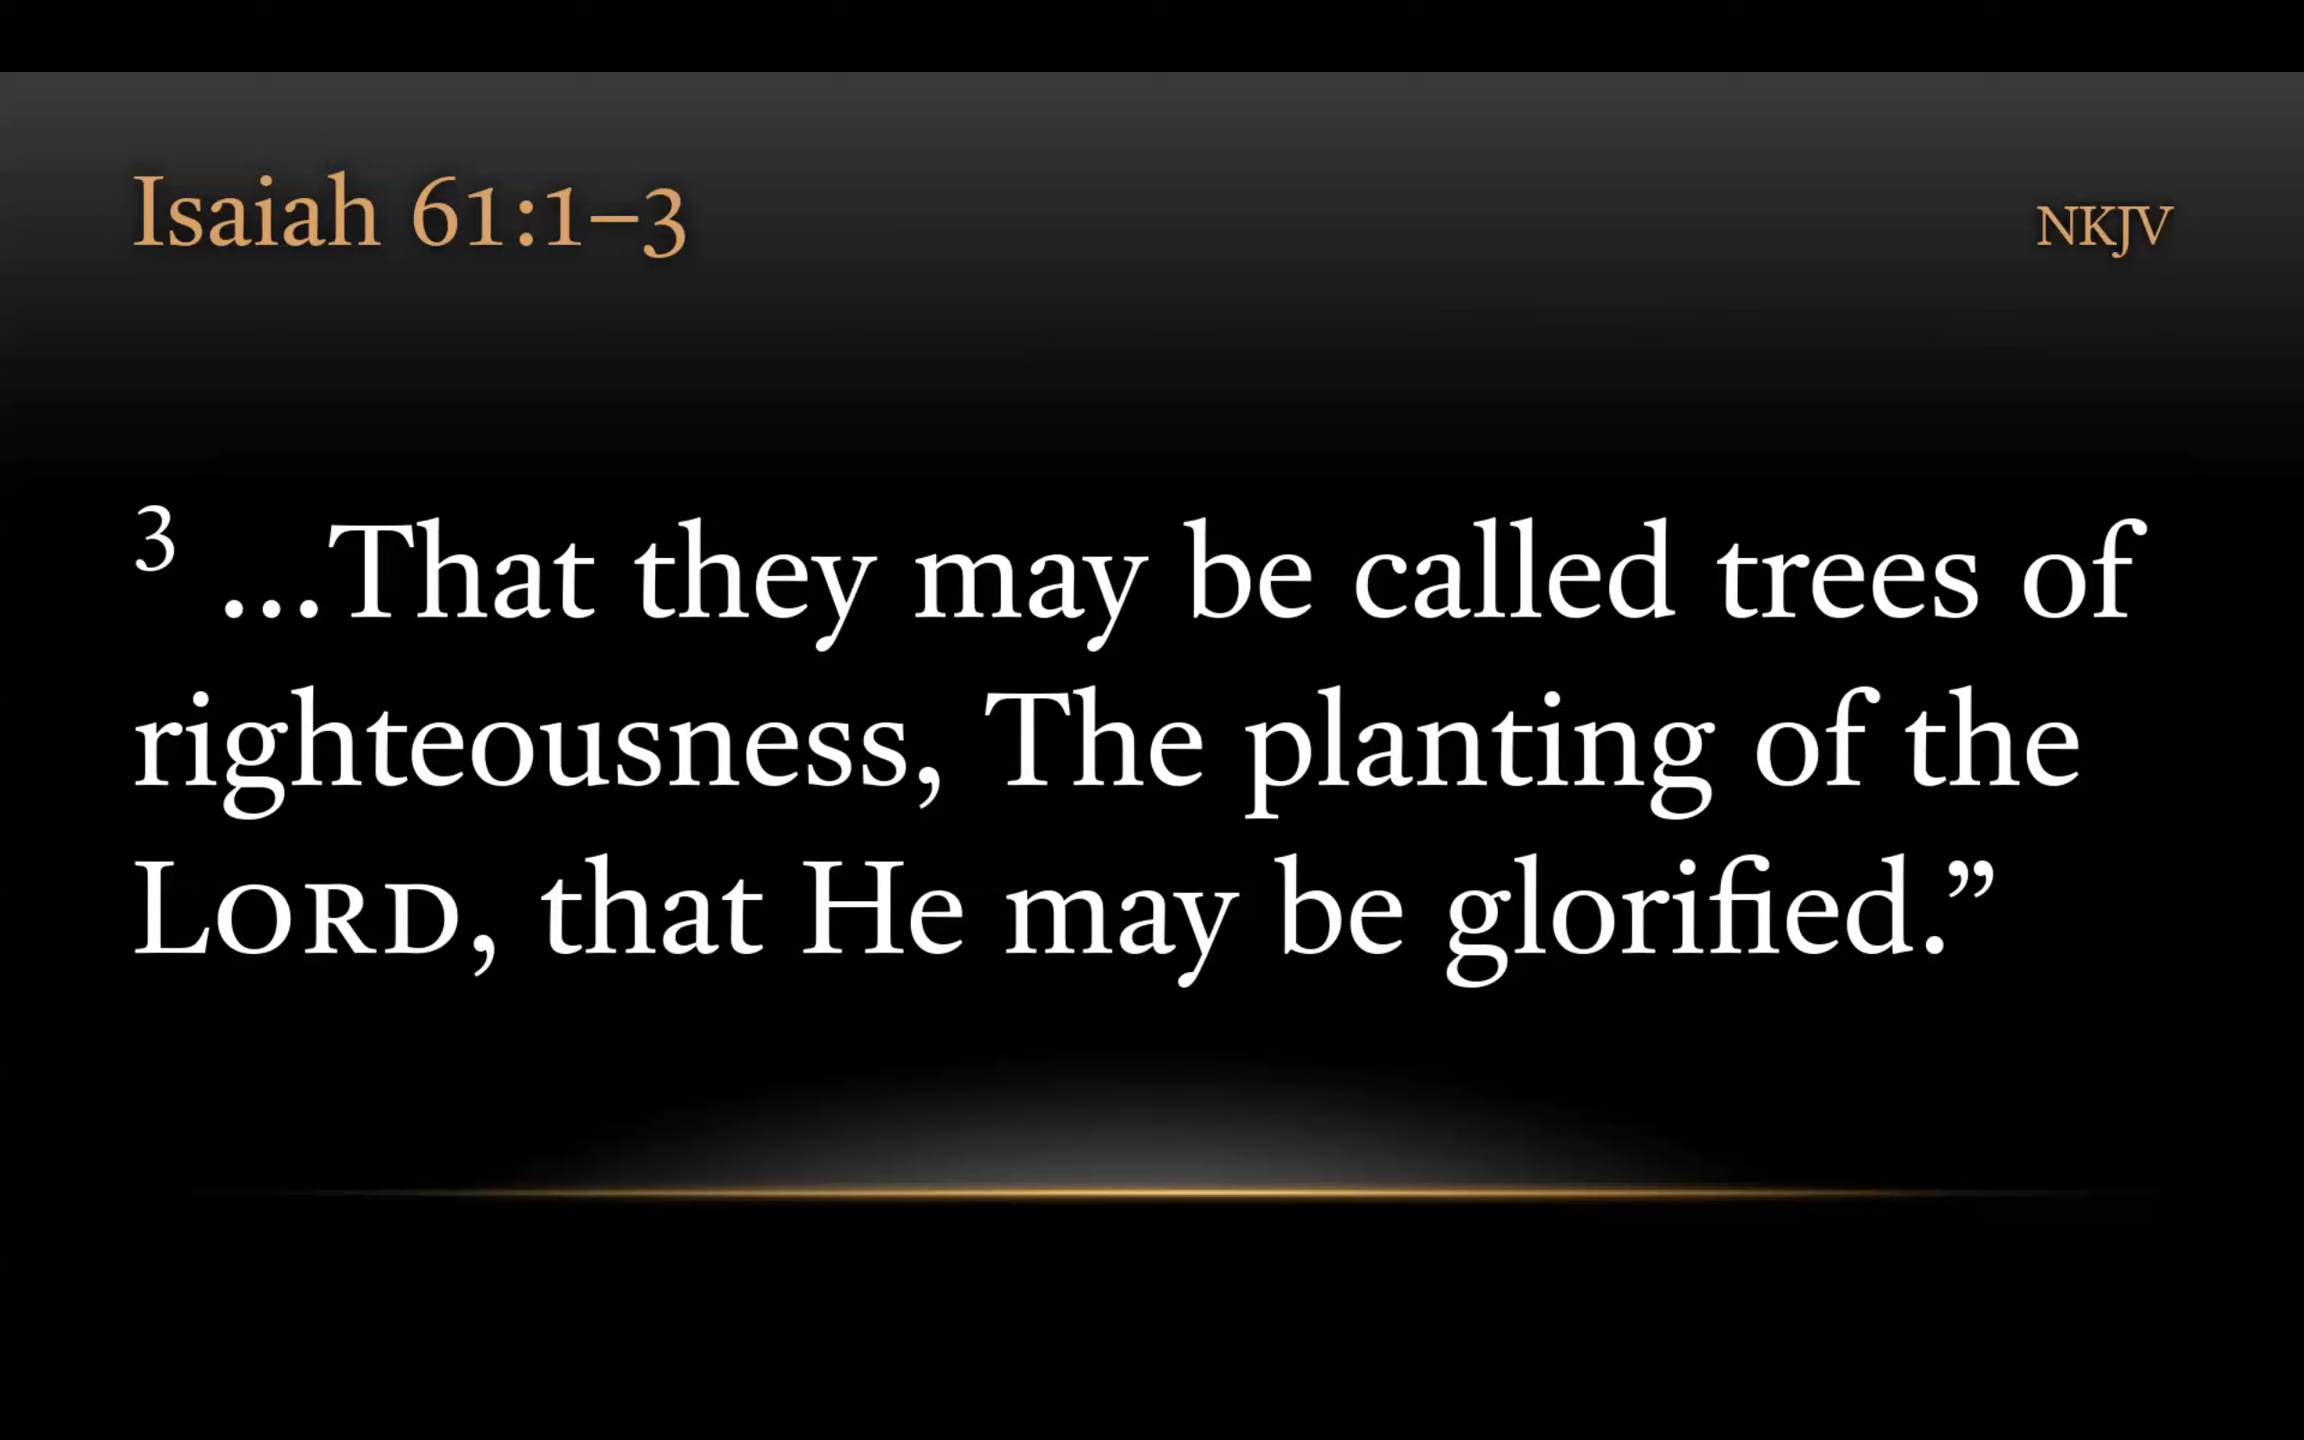 Isaiah 61:1–3
NKJV
3 …That they may be called trees of
righteousness, The planting of the
LORD, that He may be glorified.”